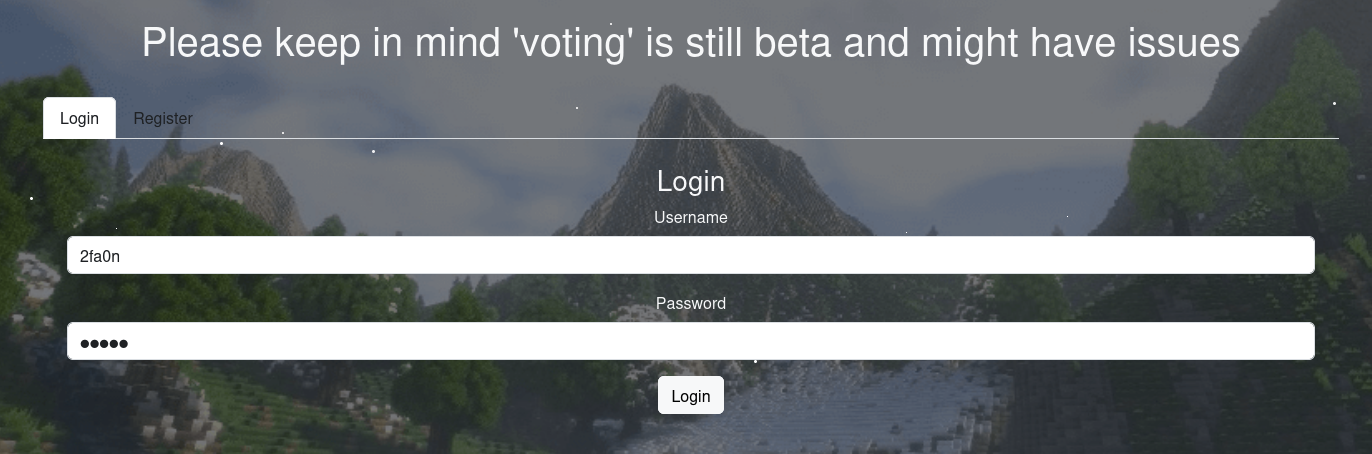 Please keep in mind 'voting' is still beta and might have issues
Login Register
Login
Username
2fa0n
Password
●●●●●
Login